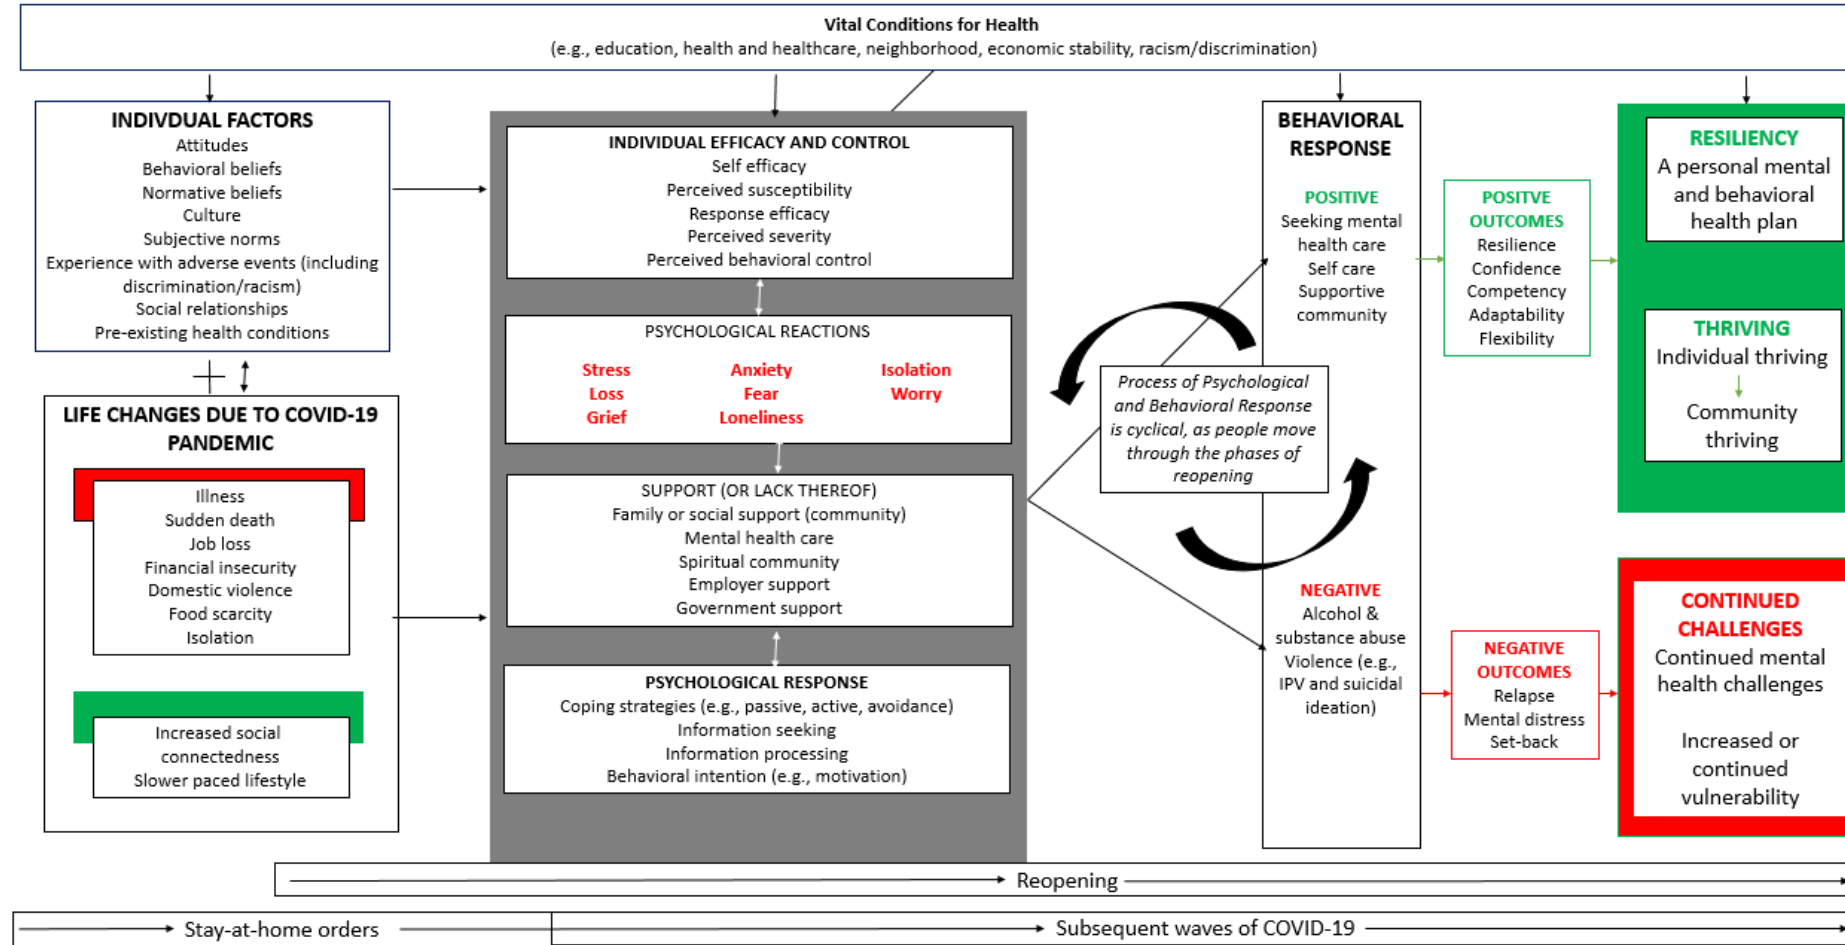 Vital Conditions for Health
(e.g., education, health and healthcare, neighborhood, economic stability, racism/discrimination)
INDIVDUAL FACTORS
Attitudes
Behavioral beliefs
Normative beliefs
Culture
Subjective norms
Experience with adverse events (including
discrimination/racism)
Social relationships
Pre-existing health conditions
LIFE CHANGES DUE TO COVID-19
PANDEMIC
Illness
Sudden death
Job loss
Financial insecurity
Domestic violence
Food scarcity
Isolation
Increased social
connectedness
Slower paced lifestyle
INDIVIDUAL EFFICACY AND CONTROL
Self efficacy
Perceived susceptibility
Response efficacy
Perceived severity
Perceived behavioral control
PSYCHOLOGICAL REACTIONS
Stress Anxiety Isolation
Loss Fear Worry
Grief Loneliness
SUPPORT (OR LACK THEREOF)
Family or social support (community)
Mental health care
Spiritual community
Employer support
Government support
PSYCHOLOGICAL RESPONSE
Coping strategies (e.g., passive, active, avoidance)
Information seeking
Information processing
Behavioral intention (e.g., motivation)
Process of Psychological
and Behavioral Response
is cyclical, as people move
through the phases of
reopening
BEHAVIORAL
RESPONSE
POSITIVE
Seeking mental
health care
Self care
Supportive
community
NEGATIVE
Alcohol &
substance abuse
Violence (e.g.,
IPV and suicidal
ideation)
POSITVE
OUTCOMES
Resilience
Confidence
Competency
Adaptability
Flexibility
NEGATIVE
OUTCOMES
Relapse
Mental distress
Set-back
RESILIENCY
A personal mental
and behavioral
health plan
THRIVING
Individual thriving
Community
thriving
CONTINUED
CHALLENGES
Continued mental
health challenges
Increased or
continued
vulnerability
Reopening
Stay-at-home orders
Subsequent waves of COVID-19